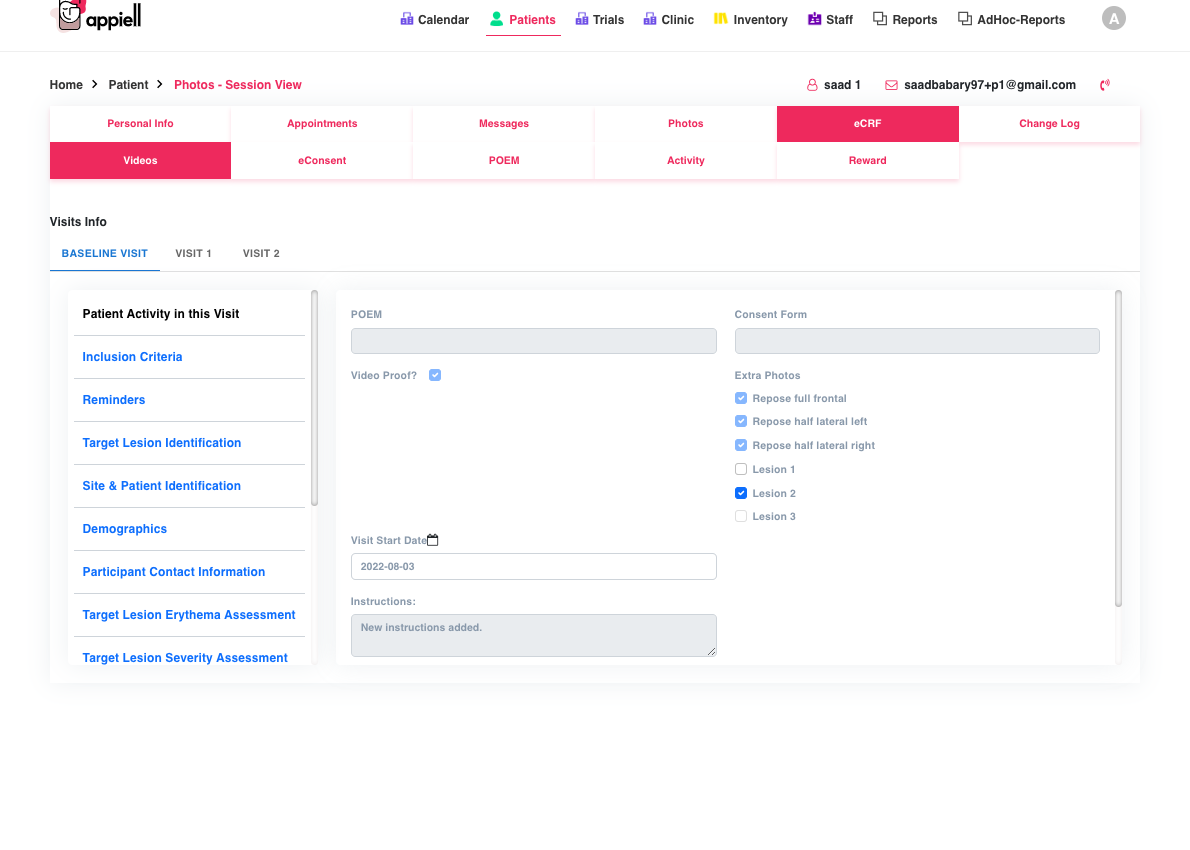 appiell
Calendar Patients Trials Clinic Inventory Staff Reports AdHoc-Reports A
Home Patient Photos - Session View saad 1 saadbabary97+p1@gmail.com
Personal Info Appointments Messages Photos eCRF Change Log
Videos eConsent POEM Activity Reward
Visits Info
BASELINE VISIT VISIT 1 VISIT 2
Patient Activity in this Visit
Inclusion Criteria
Reminders
Target Lesion Identification
Site & Patient Identification
Demographics
Participant Contact Information
Target Lesion Erythema Assessment
Target Lesion Severity Assessment
POEM
Consent Form
Video Proof?
Extra Photos
Repose full frontal
Repose half lateral left
Repose half lateral right
Lesion 1
Lesion 2
Lesion 3
Visit Start Date
2022-08-03
Instructions:
New instructions added.